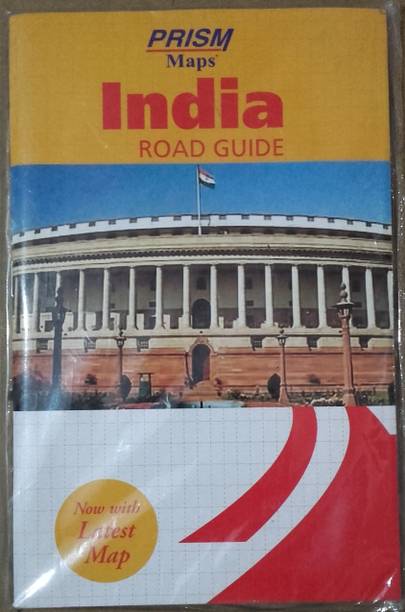 PRISM
Maps
India
ROAD GUIDE
Now with
Latest
Map